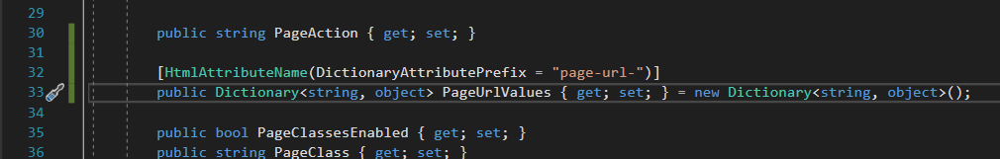 29
30 public string PageAction { get; set; }
31
32 [HtmlAttributeName(DictionaryAttributePrefix = "page-url-")]
33 public Dictionary<string, object> PageUrlValues { get; set; } = new Dictionary<string, object>();
34
35 public bool PageClassesEnabled { get; set; }
36 public string PageClass { get; set; }